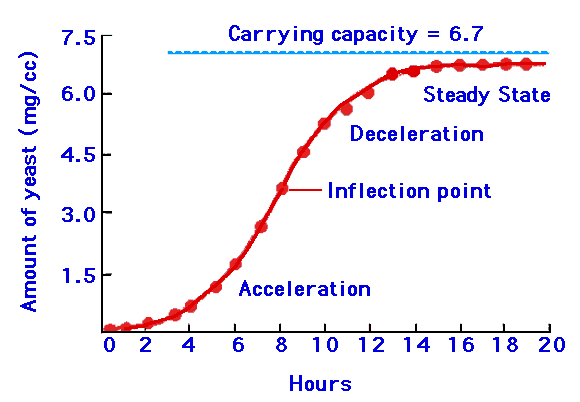 Carrying capacity = 6.7
7.5
6.0
4.5
3.0
1.5
Amount of yeast (mg/cc)
Steady State
Deceleration
Inflection point
Acceleration
0 2 4 6 8 10 12 14 16 18 20
Hours